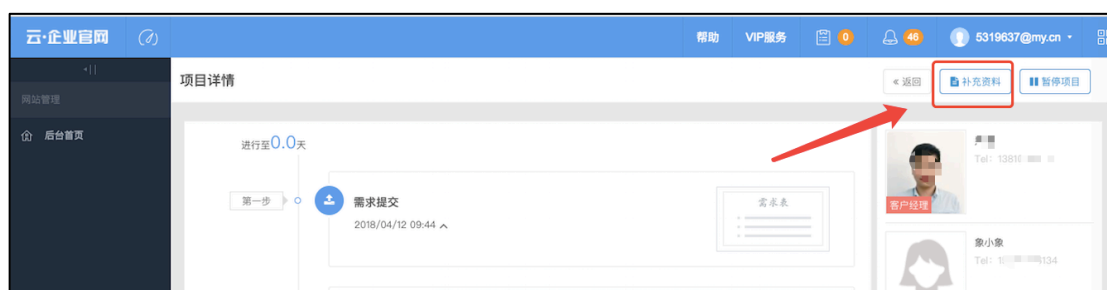 云·企业官网
帮助 VIP服务 0 46 5319637@my.cn
网站管理
后台首页
项目详情
« 返回 补充资料 暂停项目
进行至0.0天
第一步
需求提交
2018/04/12 09:44
需求表
Tel: 1381
客户经理
象小象
Tel: 1 134